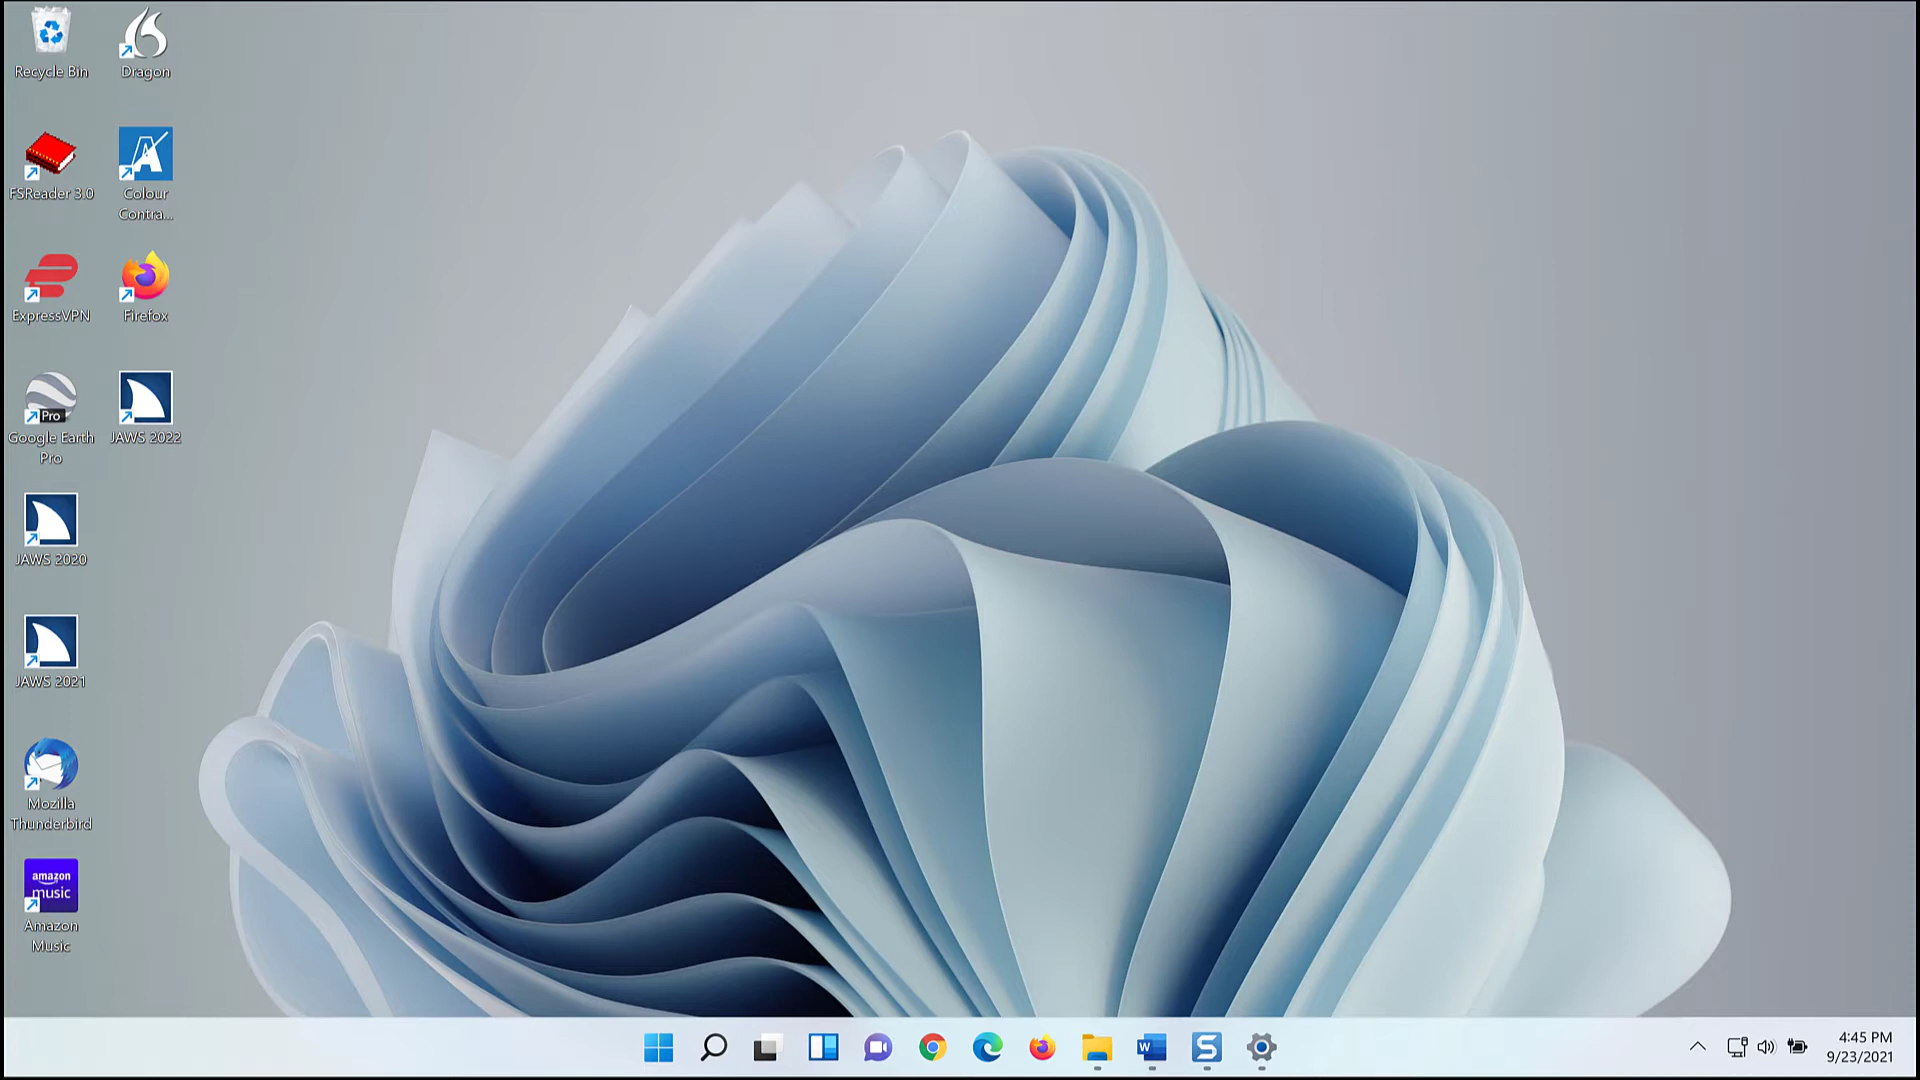 Recycle Bin
Dragon
FSReader 3.0
Colour
Contra...
ExpressVPN
Firefox
Pro
Google Earth
Pro
JAWS 2022
JAWS 2020
JAWS 2021
Mozilla
Thunderbird
amazon
music
Amazon
Music
W
S
4:45 PM
9/23/2021